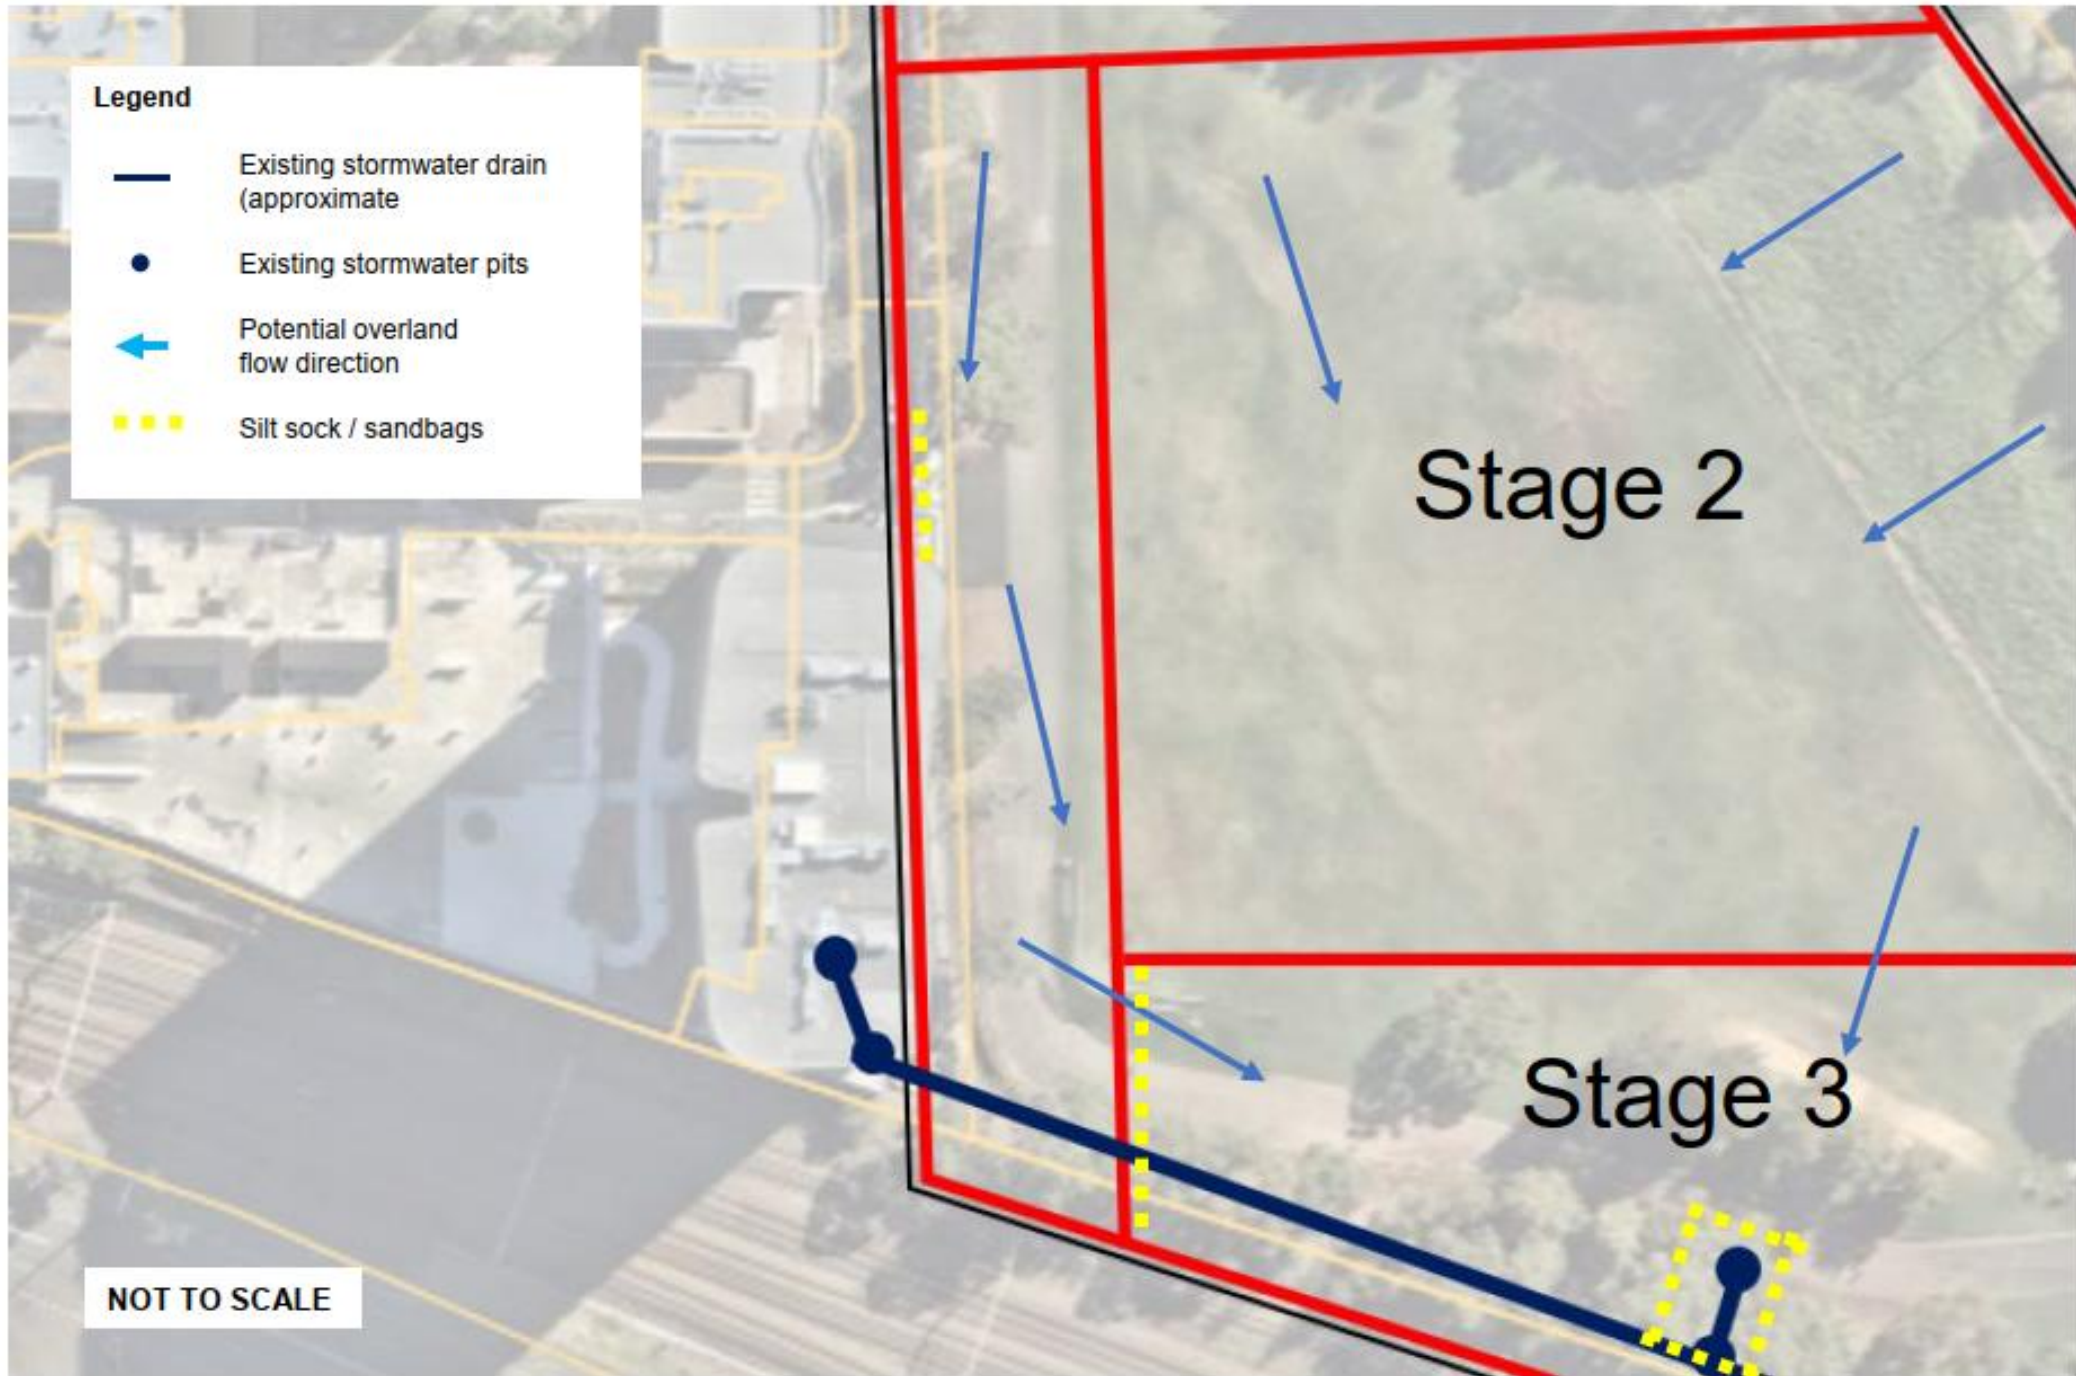 Legend
Existing stormwater drain
(approximate
Existing stormwater pits
Potential overland
flow direction
Silt sock / sandbags
Stage 2
Stage 3
NOT TO SCALE